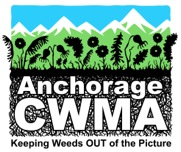 Anchorage
CWMA
Keeping Weeds OUT of the Picture